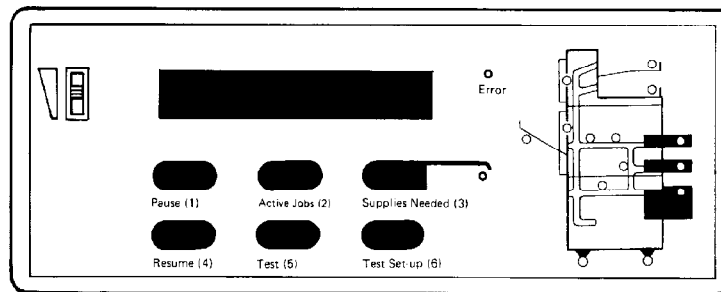 Error
Pause (1)
Active Jobs (2)
Supplies Needed (3)
Resume (4)
Test (5)
Test Set-up (6)